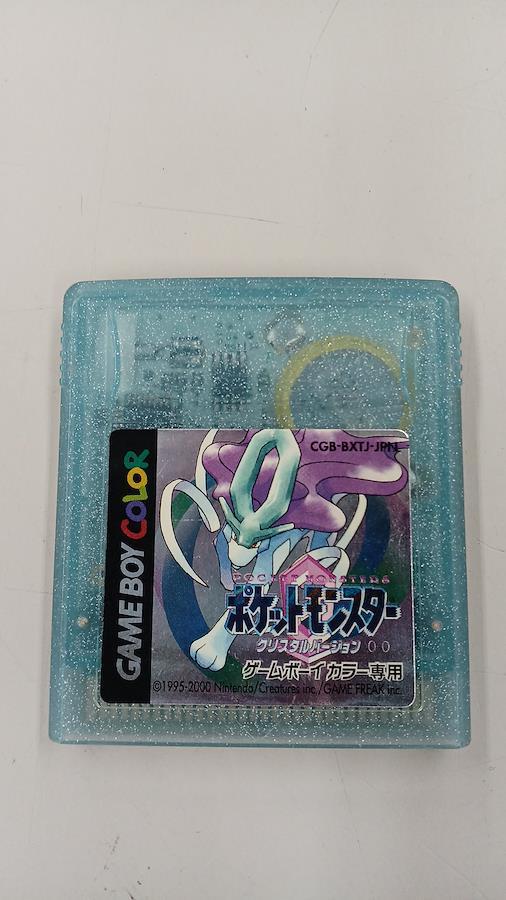 GAME BOY COLOR
CGB-BXTJ-JPN
POCKET MONSTERS
ポケットモンスター
クリスタルバージョン
ゲームボーイカラー専用
©1995-2000 Nintendo/Creatures inc./GAME FREAK inc.